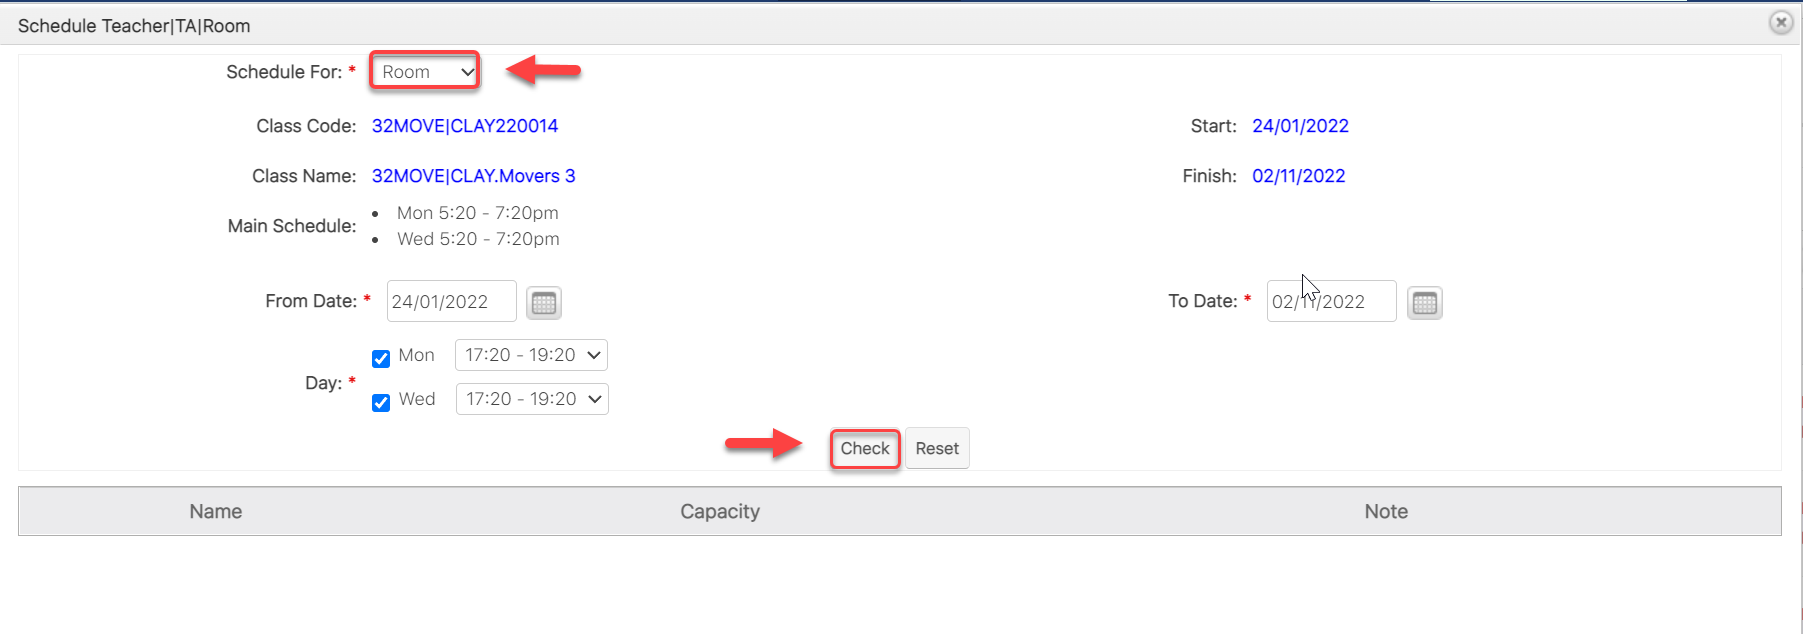 Schedule Teacher|TA|Room
Schedule For: * Room
Class Code: 32MOVE|CLAY220014 Start: 24/01/2022
Class Name: 32MOVE|CLAY.Movers 3 Finish: 02/11/2022
Main Schedule:
• Mon 5:20 - 7:20pm
• Wed 5:20 - 7:20pm
From Date: * 24/01/2022 To Date: * 02/11/2022
Day: *
Mon 17:20 - 19:20
Wed 17:20 - 19:20
Check Reset
Name Capacity Note